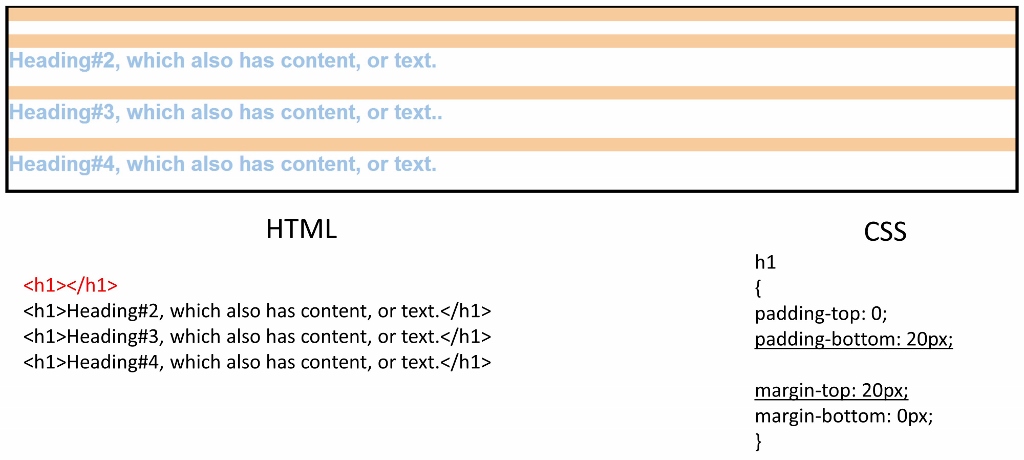 Heading#2, which also has content, or text.
Heading#3, which also has content, or text..
Heading#4, which also has content, or text.
HTML
<h1></h1>
<h1>Heading#2, which also has content, or text.</h1>
<h1>Heading#3, which also has content, or text.</h1>
<h1>Heading#4, which also has content, or text.</h1>
CSS
h1
{
padding-top: 0;
padding-bottom: 20px;
margin-top: 20px;
margin-bottom: 0px;
}